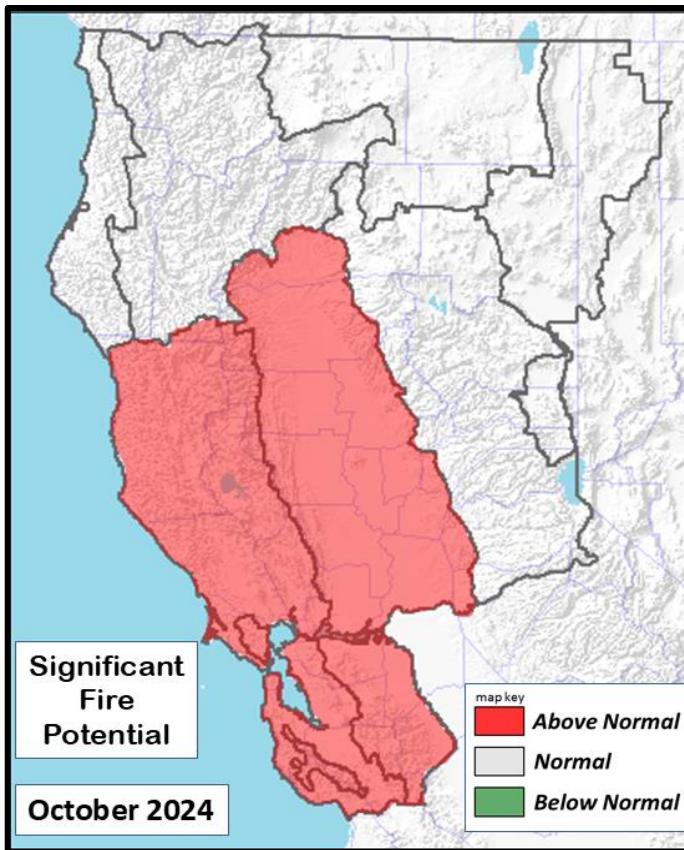 Significant
Fire
Potential
October 2024
map key
Above Normal
Normal
Below Normal